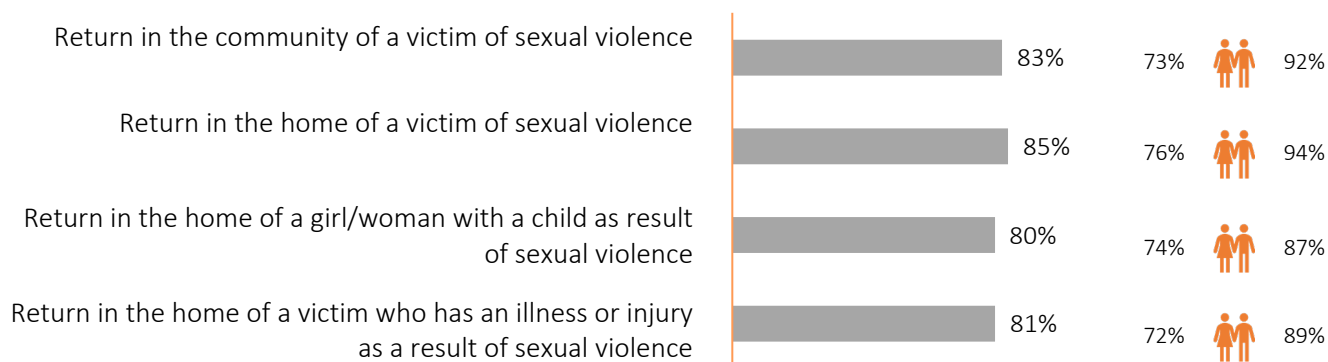 Return in the community of a victim of sexual violence
83%
73%
92%
Return in the home of a victim of sexual violence
85%
76%
94%
Return in the home of a girl/woman with a child as result
of sexual violence
80%
74%
87%
Return in the home of a victim who has an illness or injury
as a result of sexual violence
81%
72%
89%